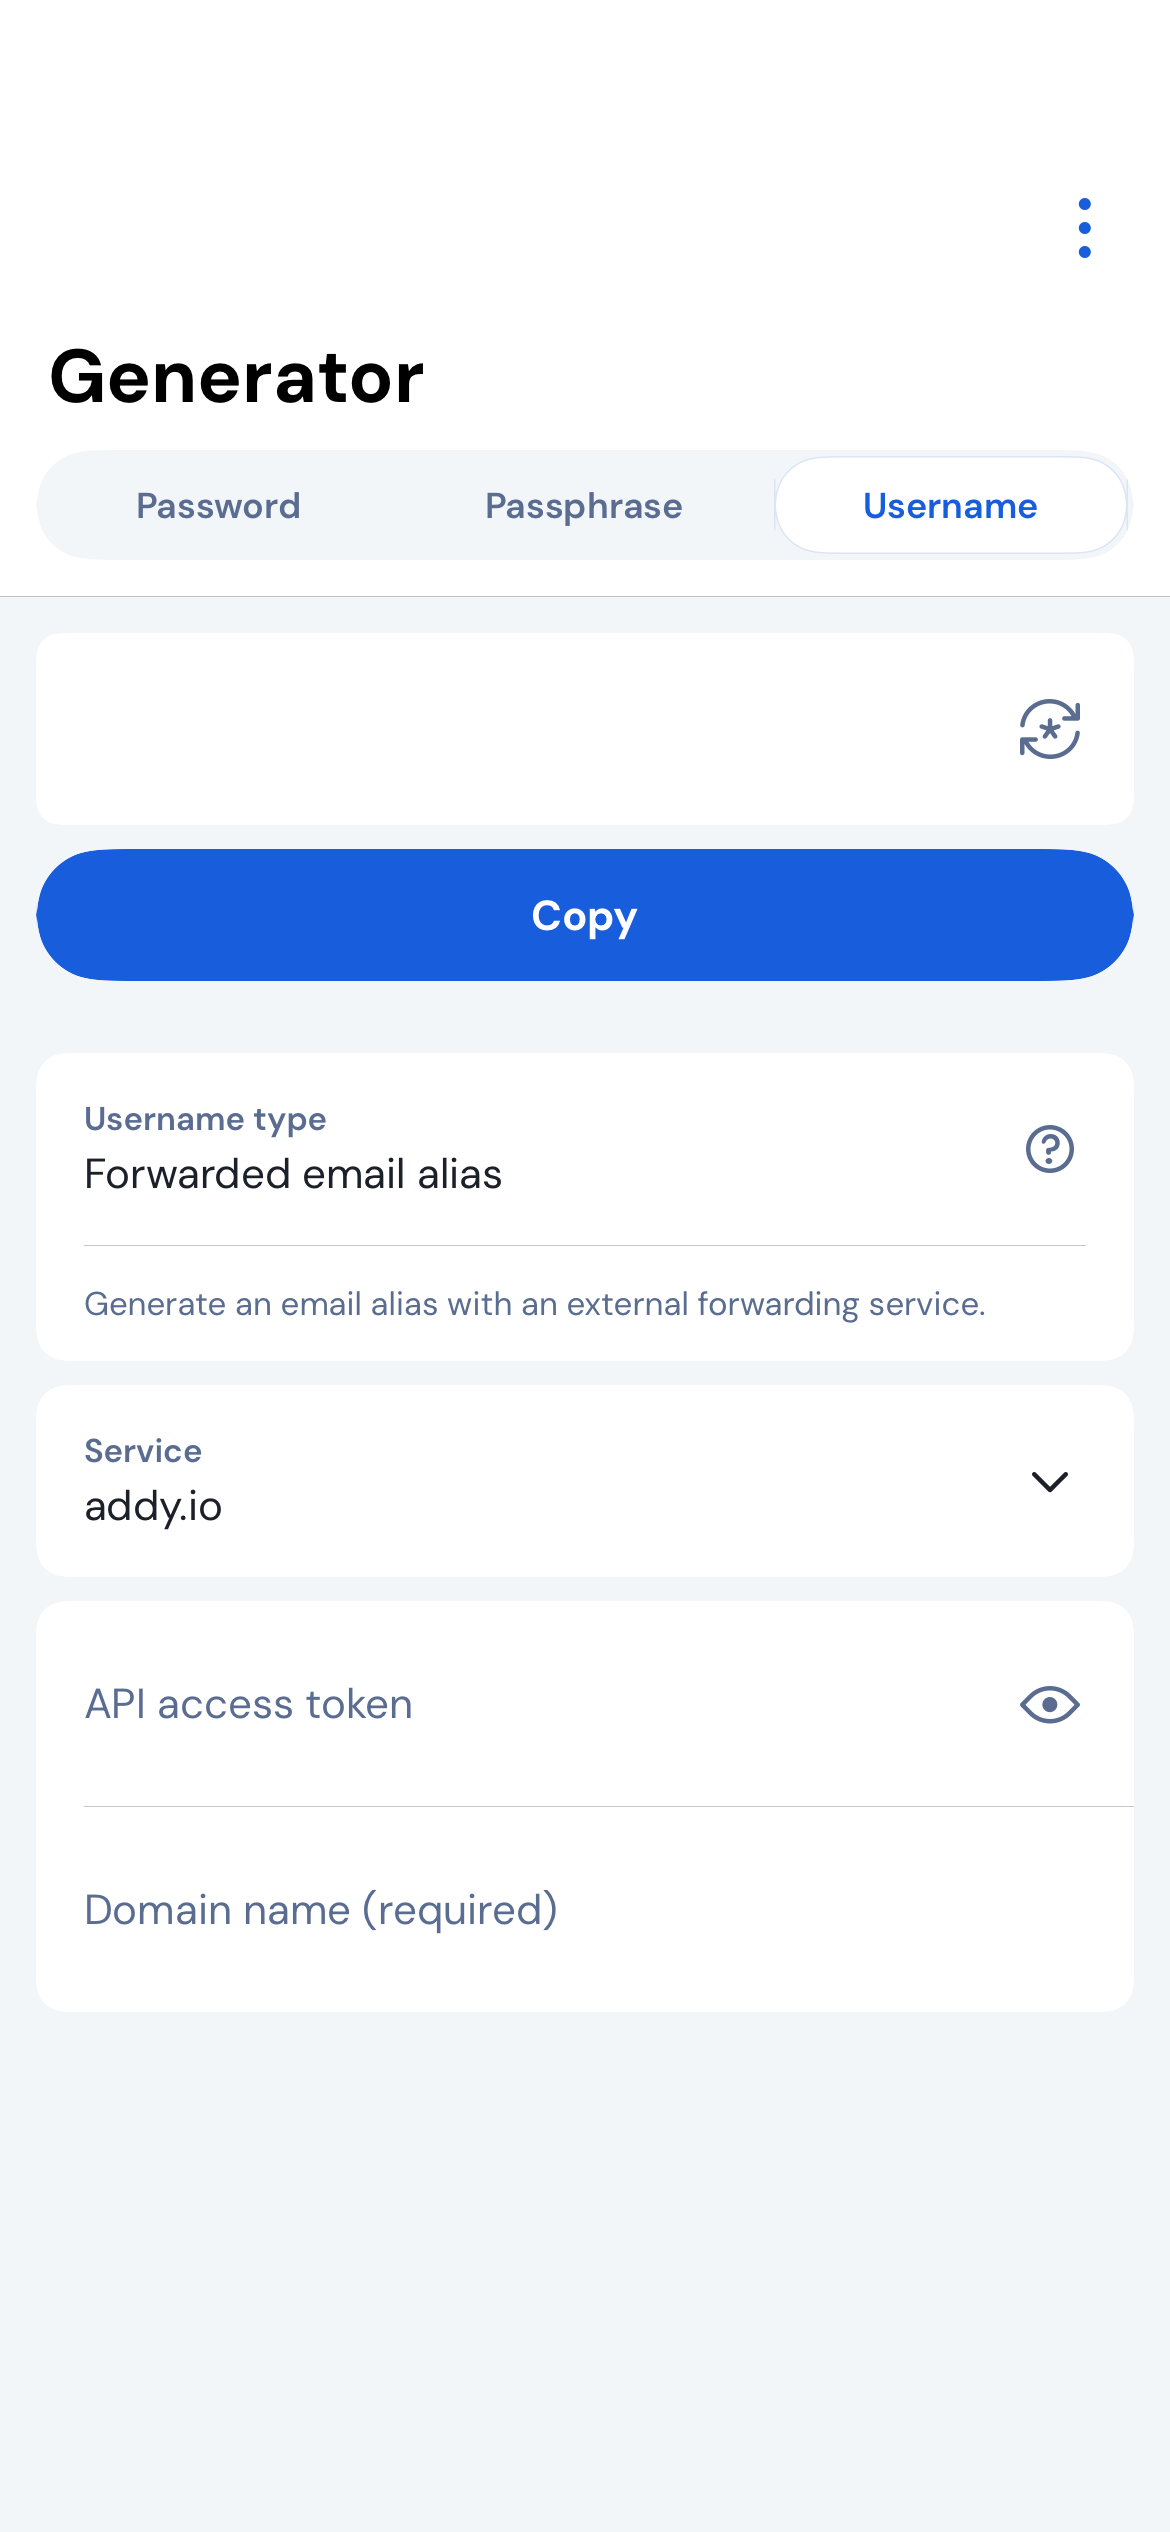 Generator
Password Passphrase Username
Copy
Username type
Forwarded email alias
Generate an email alias with an external forwarding service.
Service
addy.io
API access token
Domain name (required)